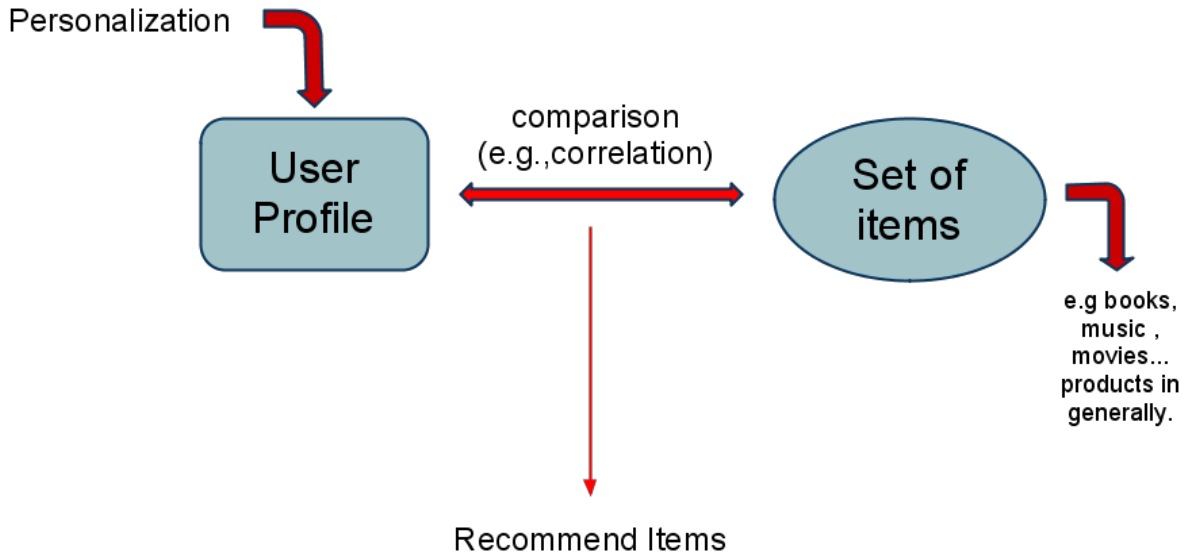 Personalization
User
Profile
comparison
(e.g.,correlation)
Set of
items
e.g books,
music ,
movies...
products in
generally.
Recommend Items